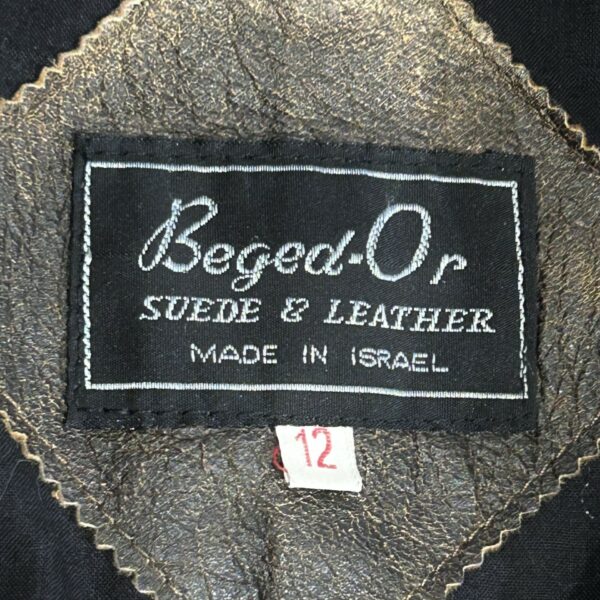 Beged-Or
SUEDE & LEATHER
MADE IN ISRAEL
12